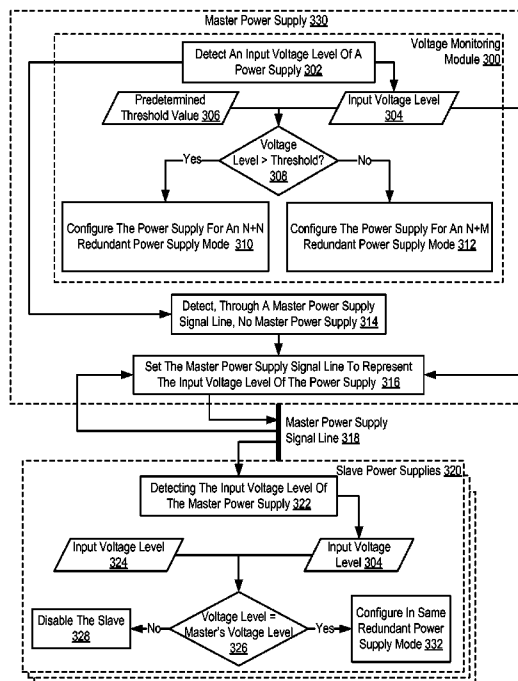 Master Power Supply 330
Voltage Monitoring
Module 300
Detect An Input Voltage Level Of A
Power Supply 302
Predetermined
Threshold Value 306
Input Voltage Level
304
Voltage
Level > Threshold?
308
Yes
No
Configure The Power Supply For An N+N
Redundant Power Supply Mode 310
Configure The Power Supply For An N+M
Redundant Power Supply Mode 312
Detect, Through A Master Power Supply
Signal Line, No Master Power Supply 314
Set The Master Power Supply Signal Line To Represent
The Input Voltage Level Of The Power Supply 316
Master Power Supply
Signal Line 318
Slave Power Supplies 320
Detecting The Input Voltage Level Of
The Master Power Supply 322
Input Voltage Level
324
Input Voltage
Level 304
Disable The Slave
328
No
Voltage Level =
Master's Voltage Level
326
Yes
Configure In Same
Redundant Power
Supply Mode 332